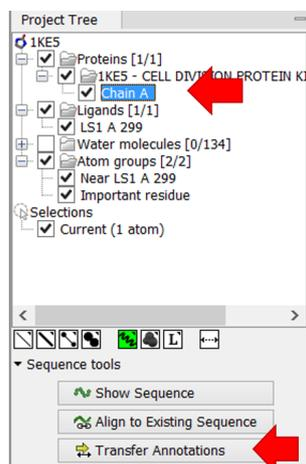 Project Tree
1KE5
Proteins [1/1]
1KE5 - CELL DIVISION PROTEIN KI
Chain A
Ligands [1/1]
LS1 A 299
Water molecules [0/134]
Atom groups [2/2]
Near LS1 A 299
Important residue
Selections
Current (1 atom)
L
Sequence tools
Show Sequence
Align to Existing Sequence
Transfer Annotations